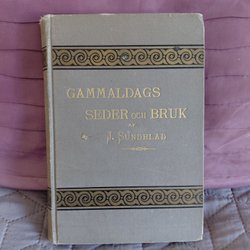 GAMMALDAGS
SEDER OCH BRUK
AF
J. SUNDBLAD